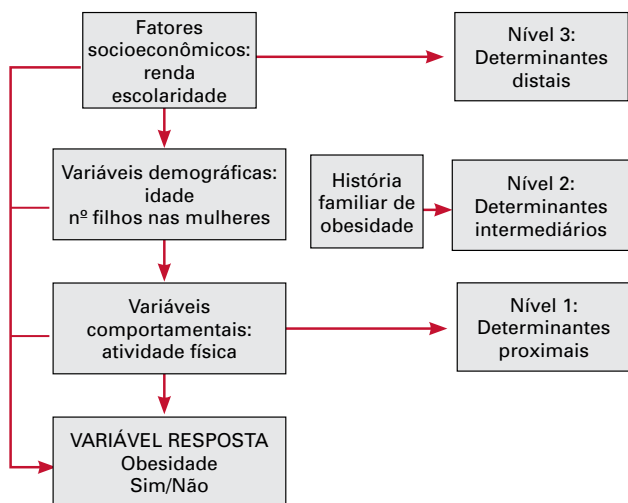 Fatores
socioeconômicos:
renda
escolaridade
Nível 3:
Determinantes
distais
Variáveis demográficas:
idade
nº filhos nas mulheres
História
familiar de
obesidade
Nível 2:
Determinantes
intermediários
Variáveis
comportamentais:
atividade física
Nível 1:
Determinantes
proximais
VARIÁVEL RESPOSTA
Obesidade
Sim/Não